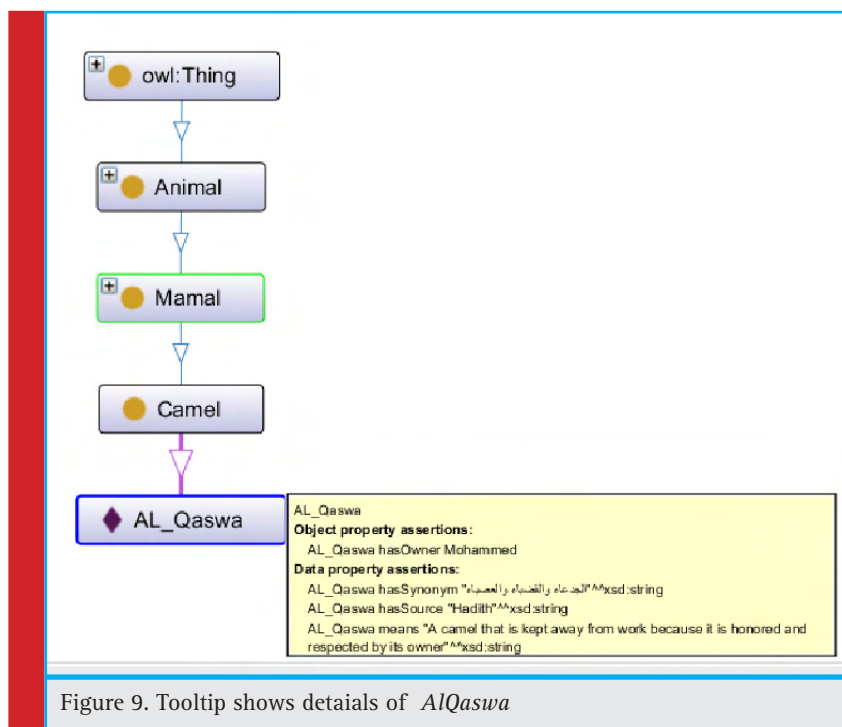 owl:Thing
Animal
Mamal
Camel
AL_Qaswa
AL_Qaswa
Object property assertions:
AL_Qaswa hasOwner Mohammed
Data property assertions:
AL_Qaswa hasSynonym "الجدعاء والقضباء والعصباء"^^xsd:string
AL_Qaswa hasSource "Hadith"^^xsd:string
AL_Qaswa means "A camel that is kept away from work because it is honored and
respected by its owner"^^xsd:string
Figure 9. Tooltip shows detaials of AlQaswa